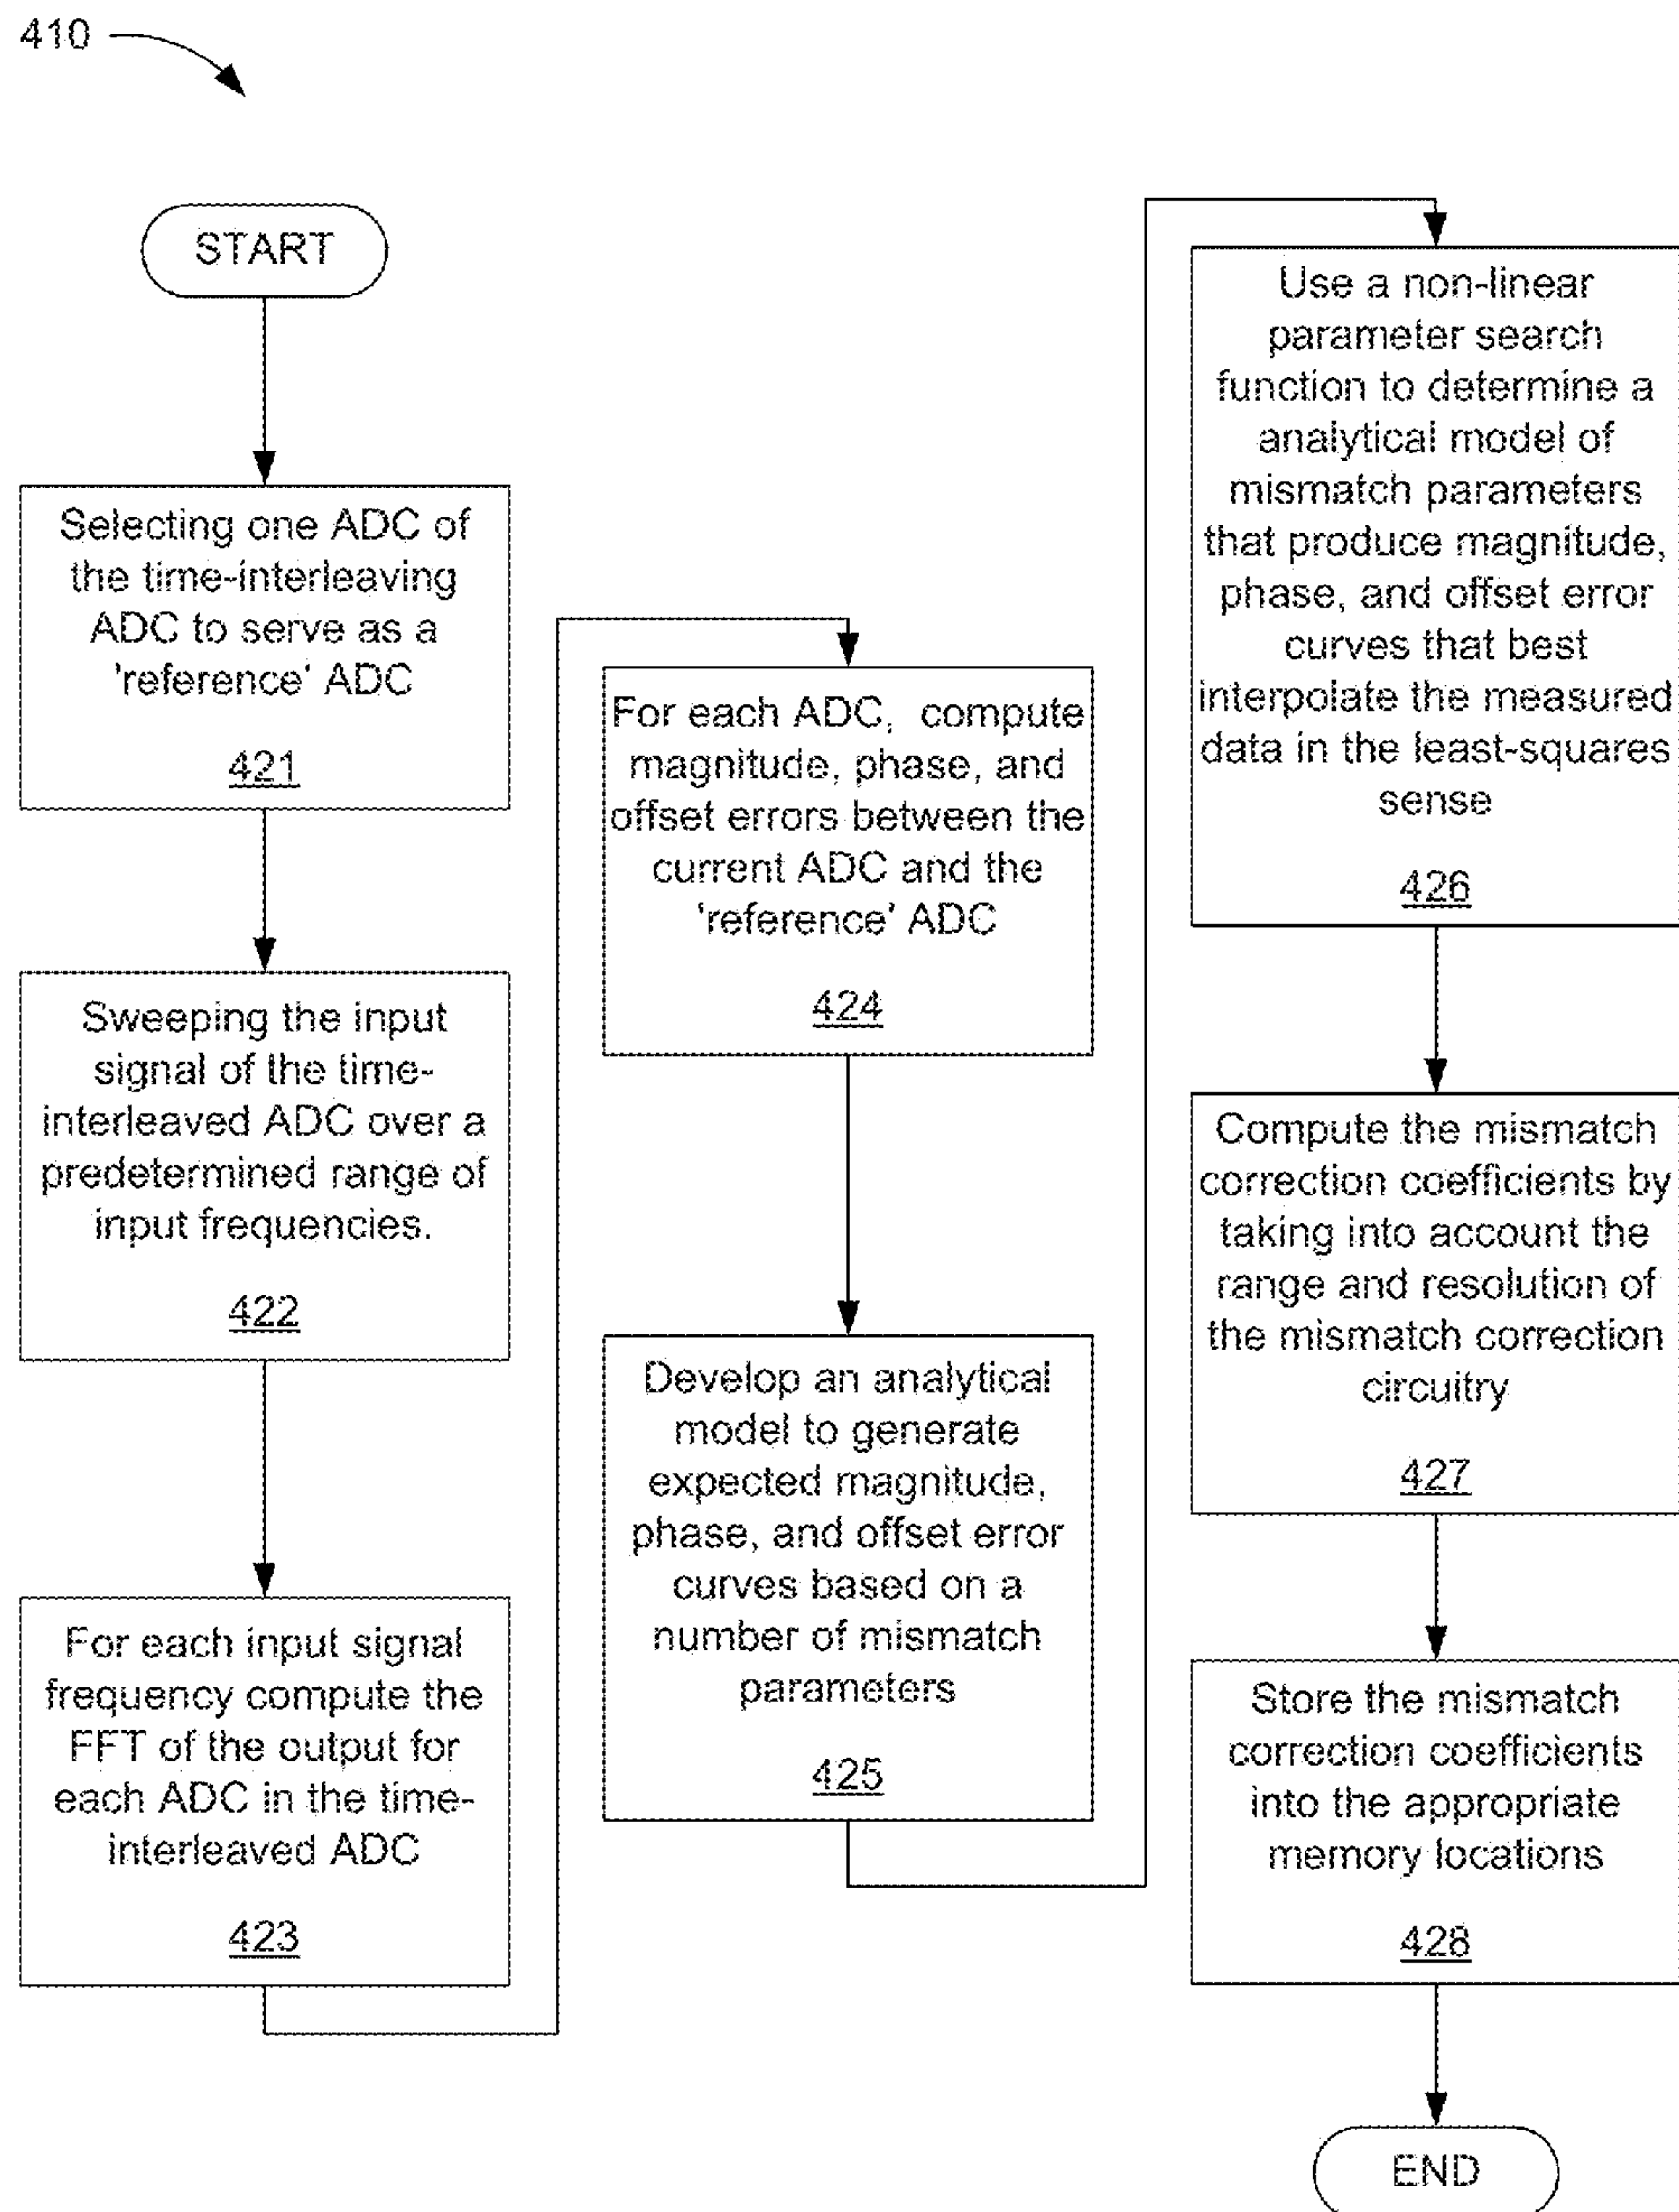 410
START
Selecting one ADC of
the time-interleaving
ADC to serve as a
'reference' ADC
421
Sweeping the input
signal of the time-
interleaved ADC over a
predetermined range of
input frequencies.
422
For each input signal
frequency compute the
FFT of the output for
each ADC in the time-
interleaved ADC
423
For each ADC, compute
magnitude, phase, and
offset errors between the
current ADC and the
'reference' ADC
424
Develop an analytical
model to generate
expected magnitude,
phase, and offset error
curves based on a
number of mismatch
parameters
425
Use a non-linear
parameter search
function to determine a
analytical model of
mismatch parameters
that produce magnitude,
phase, and offset error
curves that best
interpolate the measured
data in the least-squares
sense
426
Compute the mismatch
correction coefficients by
taking into account the
range and resolution of
the mismatch correction
circuitry
427
Store the mismatch
correction coefficients
into the appropriate
memory locations
428
END